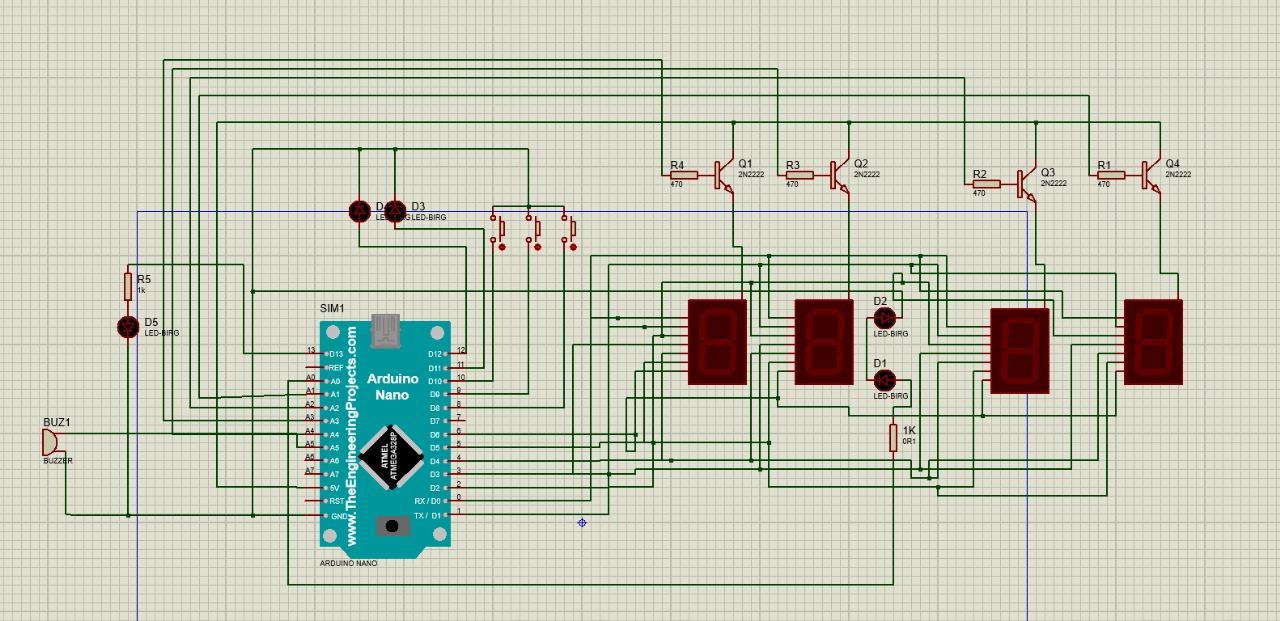 R4
470
Q1
2N2222
R3
470
Q2
2N2222
R2
470
Q3
2N2222
R1
470
Q4
2N2222
D3
LED-BIRG
R5
1k
D5
LED-BIRG
D2
LED-BIRG
D1
LED-BIRG
1K
0R1
BUZ1
BUZZER
SIM1
www.TheEngineeringProjects.com
Arduino
Nano
ATMEL
ATMEGA328P
13 D13
REF
A0 A0
A1 A1
A2 A2
A3 A3
A4 A4
A5 A5
A6 A6
A7 A7
5V
RST
GND
D12 12
D11 11
D10 10
D9 9
D8 8
D7 7
D6 6
D5 5
D4 4
D3 3
D2 2
RX / D0 0
TX / D1 1
ARDUINO NANO